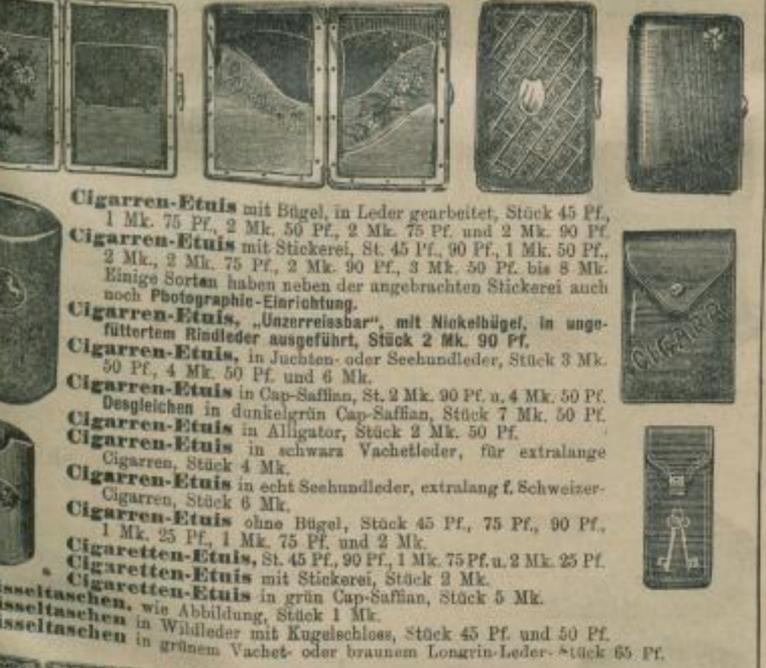 Cigarren-Etuis mit Bügel, in Leder gearbeitet, Stück 45 Pf.,
1 Mk. 75 Pf., 2 Mk. 50 Pf., 2 Mk. 75 Pf. und 2 Mk. 90 Pf.
Cigarren-Etuis mit Stickerei, St. 45 Pf., 90 Pf., 1 Mk. 50 Pf.,
2 Mk., 2 Mk. 75 Pf., 2 Mk. 90 Pf., 3 Mk. 50 Pf. bis 8 Mk.
Einige Sorten haben neben der angebrachten Stickerei auch
noch Photographie-Einrichtung.
Cigarren-Etuis, „Unzerreissbar“, mit Nickelbügel, in unge-
füttertem Rindleder ausgeführt, Stück 2 Mk. 90 Pf.
Cigarren-Etuis, in Juchten- oder Seehundleder, Stück 3 Mk.
50 Pf., 4 Mk. 50 Pf. und 6 Mk.
Cigarren-Etuis in Cap-Saffian, St. 2 Mk. 90 Pf. u. 4 Mk. 50 Pf.
Desgleichen in dunkelgrün Cap-Saffian, Stück 7 Mk. 50 Pf.
Cigarren-Etuis in Alligator, Stück 2 Mk. 50 Pf.
Cigarren-Etuis in schwarz Vachetleder, für extralange
Cigarren, Stück 4 Mk.
Cigarren-Etuis in echt Seehundleder, extralang f. Schweizer-
Cigarren, Stück 6 Mk.
Cigarren-Etuis ohne Bügel, Stück 45 Pf., 75 Pf., 90 Pf.,
1 Mk. 25 Pf., 1 Mk. 75 Pf. und 2 Mk.
Cigaretten-Etuis, St. 45 Pf., 90 Pf., 1 Mk. 75 Pf. u. 2 Mk. 25 Pf.
Cigaretten-Etuis mit Stickerei, Stück 2 Mk.
Cigaretten-Etuis in grün Cap-Saffian, Stück 5 Mk.
isseltaschen, wie Abbildung, Stück 1 Mk.
isseltaschen in Wildleder mit Kugelschloss, Stück 45 Pf. und 50 Pf.
isseltaschen in grünem Vachet- oder braunem Longrin-Leder- Stück 65 Pf.
CIGARR